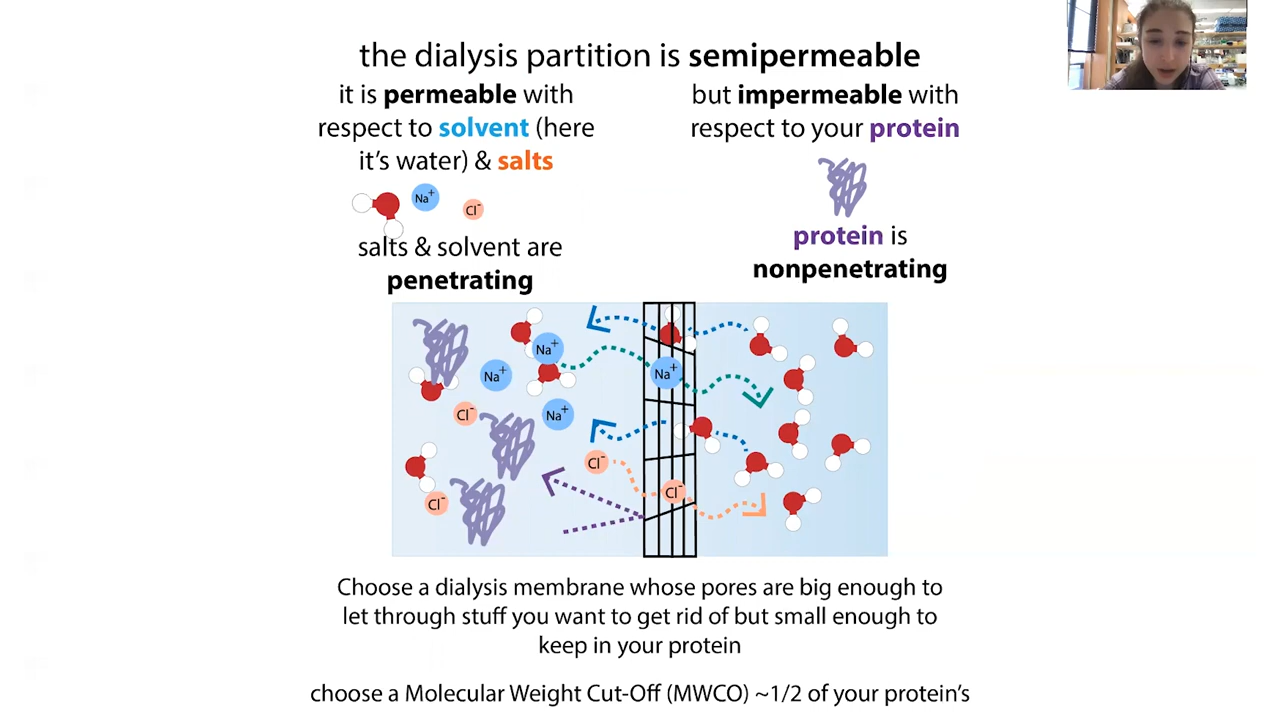 the dialysis partition is semipermeable
it is permeable with
respect to solvent (here
it's water) & salts
but impermeable with
respect to your protein
Na+
Cl-
salts & solvent are
penetrating
protein is
nonpenetrating
Na+
Na+
Na+
Na+
Cl-
Cl-
Cl-
Cl-
Choose a dialysis membrane whose pores are big enough to
let through stuff you want to get rid of but small enough to
keep in your protein
choose a Molecular Weight Cut-Off (MWCO) ~1/2 of your protein's